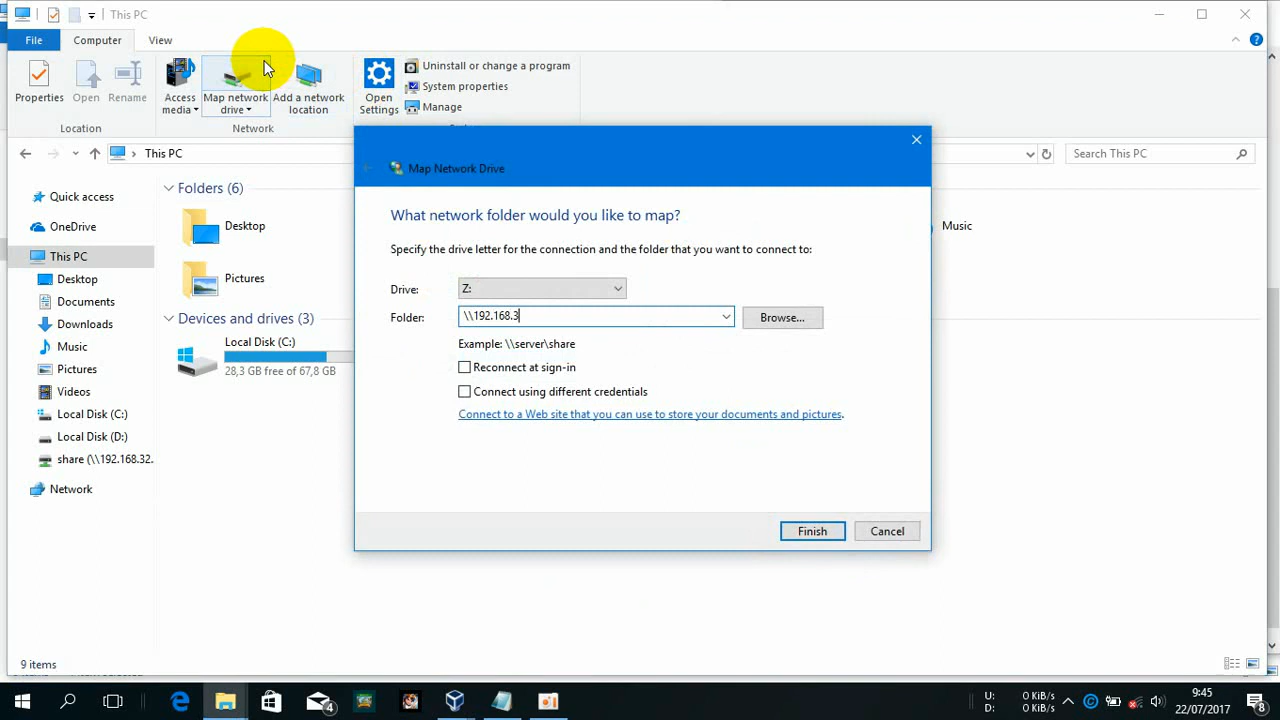 This PC
File
Computer
View
Properties
Open
Rename
Access media
Map network drive
Add a network location
Open Settings
Uninstall or change a program
System properties
Manage
Location
Network
This PC
Search This PC
Quick access
OneDrive
This PC
Desktop
Documents
Downloads
Music
Pictures
Videos
Local Disk (C:)
Local Disk (D:)
share (\\192.168.32.
Network
Folders (6)
Desktop
Music
Pictures
Devices and drives (3)
Local Disk (C:)
28,3 GB free of 67,8 GB
Map Network Drive
What network folder would you like to map?
Specify the drive letter for the connection and the folder that you want to connect to:
Drive:
Z:
Folder:
\\192.168.3
Browse...
Example: \\server\share
Reconnect at sign-in
Connect using different credentials
Connect to a Web site that you can use to store your documents and pictures.
Finish
Cancel
9 items
4
U: 0 KiB/s
D: 0 KiB/s
9:45
22/07/2017
8